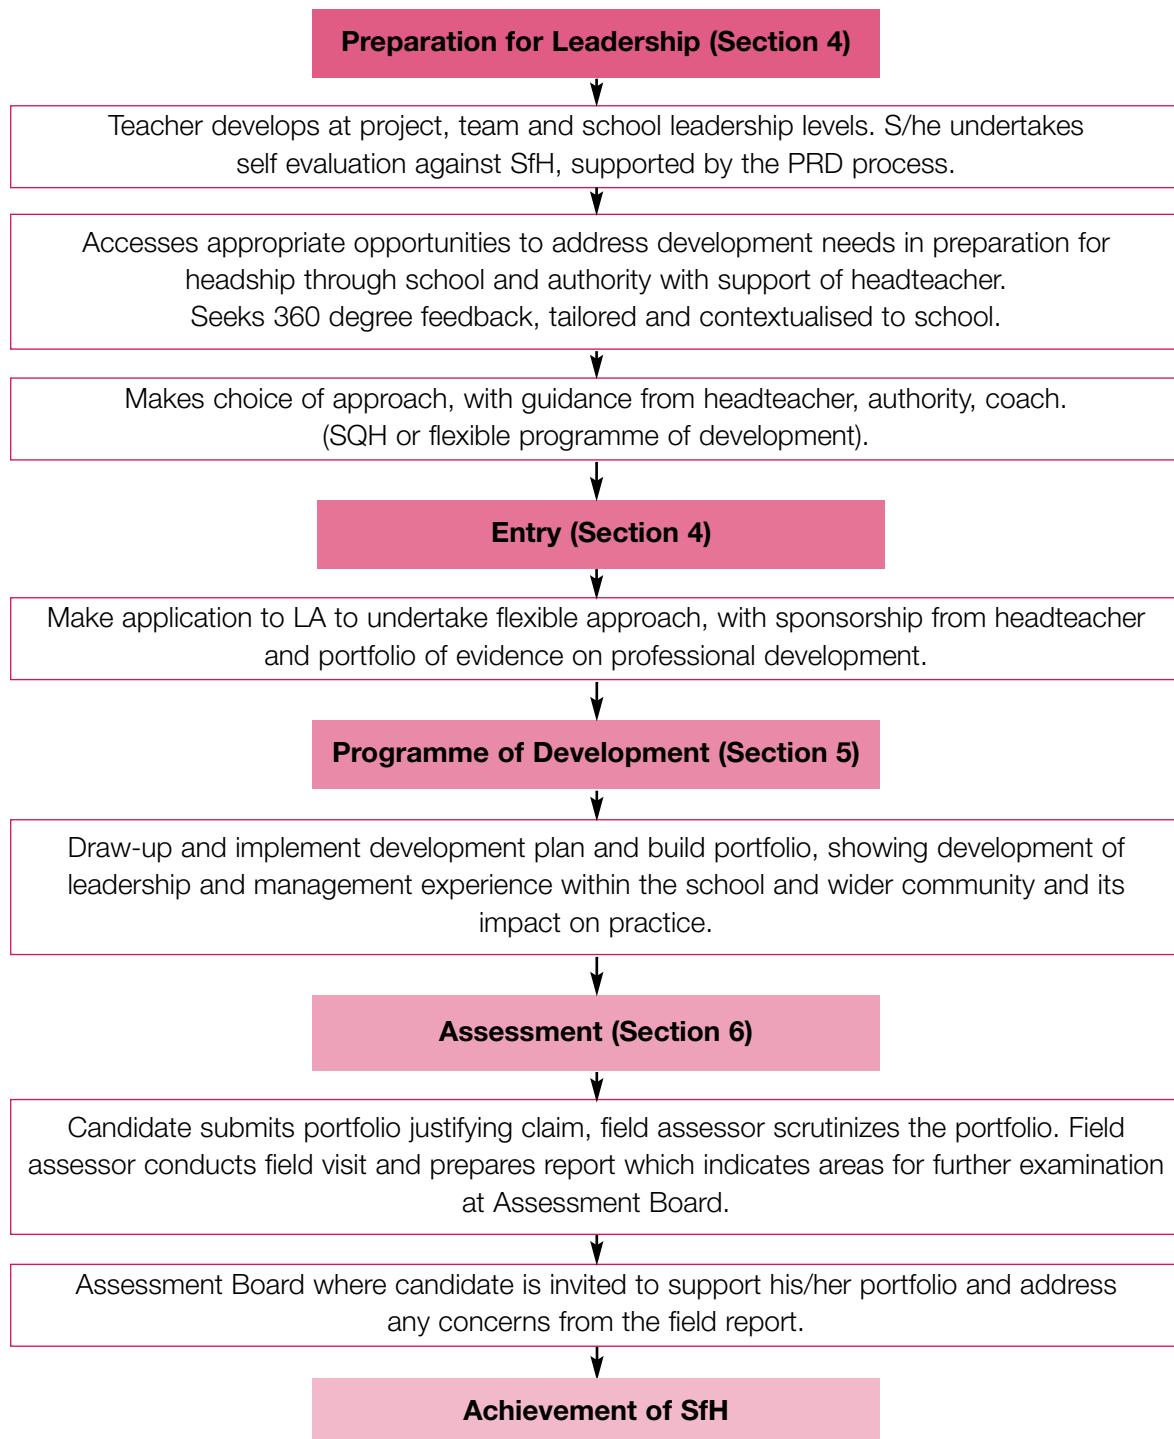 Preparation for Leadership (Section 4)
Teacher develops at project, team and school leadership levels. S/he undertakes
self evaluation against SfH, supported by the PRD process.
Accesses appropriate opportunities to address development needs in preparation for
headship through school and authority with support of headteacher.
Seeks 360 degree feedback, tailored and contextualised to school.
Makes choice of approach, with guidance from headteacher, authority, coach.
(SQH or flexible programme of development).
Entry (Section 4)
Make application to LA to undertake flexible approach, with sponsorship from headteacher
and portfolio of evidence on professional development.
Programme of Development (Section 5)
Draw-up and implement development plan and build portfolio, showing development of
leadership and management experience within the school and wider community and its
impact on practice.
Assessment (Section 6)
Candidate submits portfolio justifying claim, field assessor scrutinizes the portfolio. Field
assessor conducts field visit and prepares report which indicates areas for further examination
at Assessment Board.
Assessment Board where candidate is invited to support his/her portfolio and address
any concerns from the field report.
Achievement of SfH